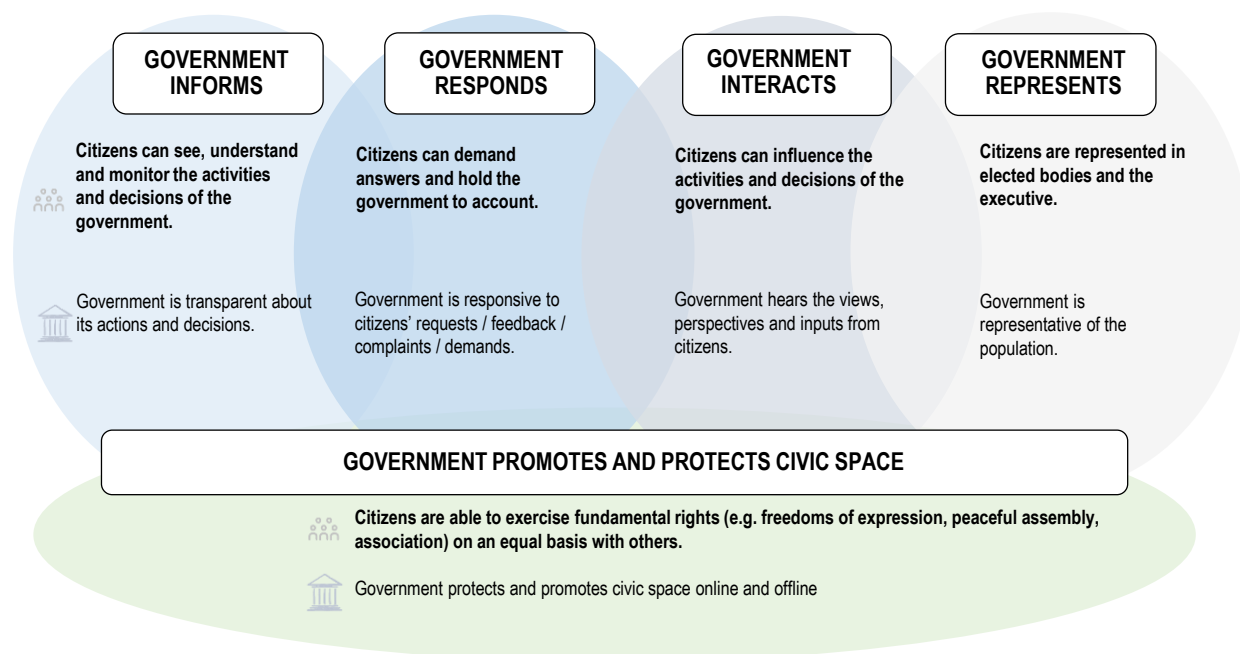 GOVERNMENT
INFORMS
Citizens can see, understand
and monitor the activities
and decisions of the
government.
Government is transparent about
its actions and decisions.
GOVERNMENT
RESPONDS
Citizens can demand
answers and hold the
government to account.
Government is responsive to
citizens’ requests / feedback /
complaints / demands.
GOVERNMENT
INTERACTS
Citizens can influence the
activities and decisions of the
government.
Government hears the views,
perspectives and inputs from
citizens.
GOVERNMENT
REPRESENTS
Citizens are represented in
elected bodies and the
executive.
Government is
representative of the
population.
GOVERNMENT PROMOTES AND PROTECTS CIVIC SPACE
Citizens are able to exercise fundamental rights (e.g. freedoms of expression, peaceful assembly,
association) on an equal basis with others.
Government protects and promotes civic space online and offline